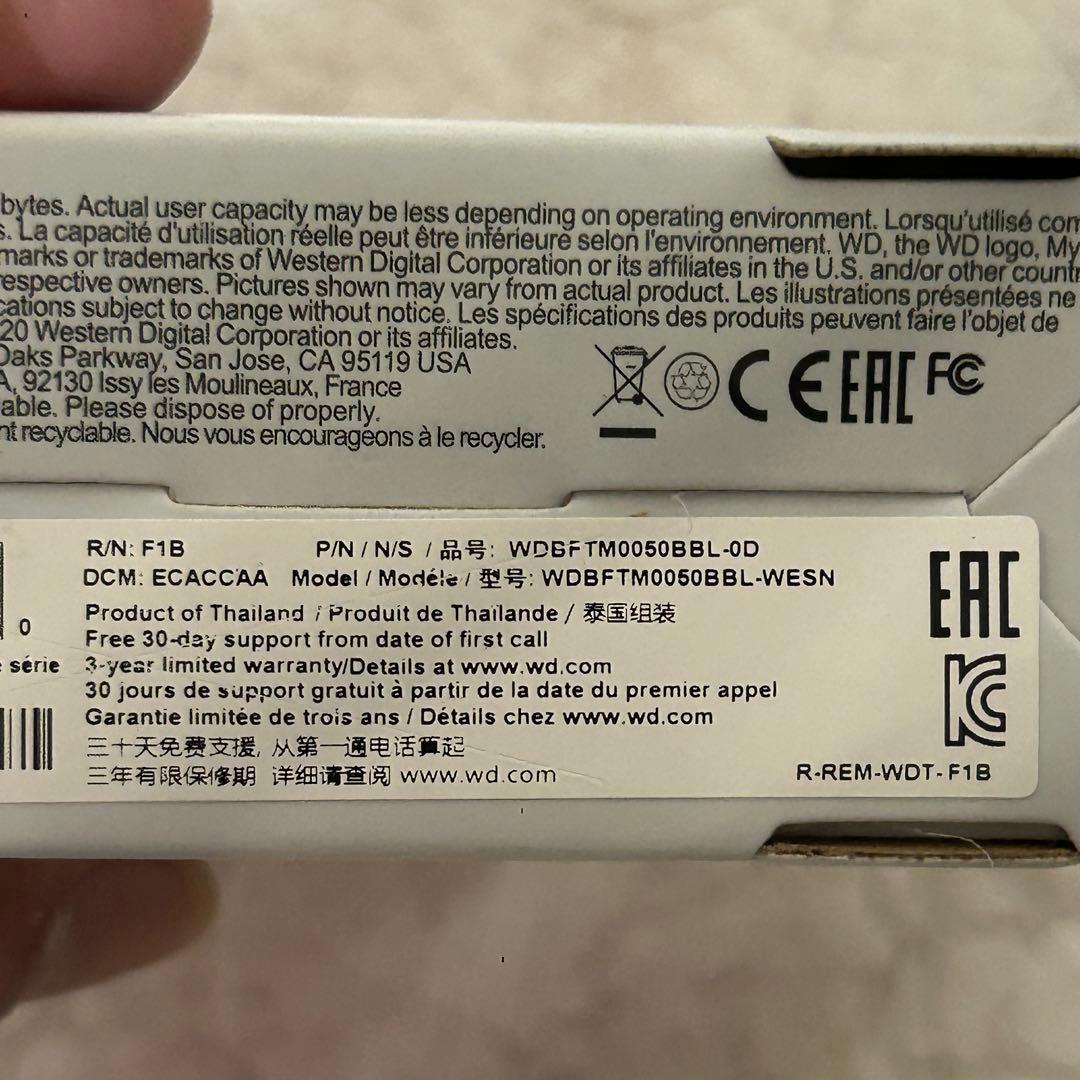 bytes. Actual user capacity may be less depending on operating environment. Lorsqu'utilisé com
s. La capacité d'utilisation réelle peut être inférieure selon l'environnement. WD, the WD logo, My
marks or trademarks of Western Digital Corporation or its affiliates in the U.S. and/or other countr
respective owners. Pictures shown may vary from actual product. Les illustrations présentées ne
cations subject to change without notice. Les spécifications des produits peuvent faire l'objet de
20 Western Digital Corporation or its affiliates.
Oaks Parkway, San Jose, CA 95119 USA
A, 92130 Issy les Moulineaux, France
able. Please dispose of properly.
nt recyclable. Nous vous encourageons à le recycler.
CE EAC FC
R/N: F1B P/N / N/S / 品号: WDBFTM0050BBL-0D
DCM: ECACCAA Model / Modéle / 型号: WDBFTM0050BBL-WESN
Product of Thailand / Produit de Thaïlande / 泰国组装
0 Free 30-day support from date of first call
série 3-year limited warranty/Details at www.wd.com
30 jours de support gratuit à partir de la date du premier appel
Garantie limitée de trois ans / Détails chez www.wd.com
三十天免费支援, 从第一通电话算起
三年有限保修期 详细请查阅 www.wd.com
EAC
KC
R-REM-WDT-F1B